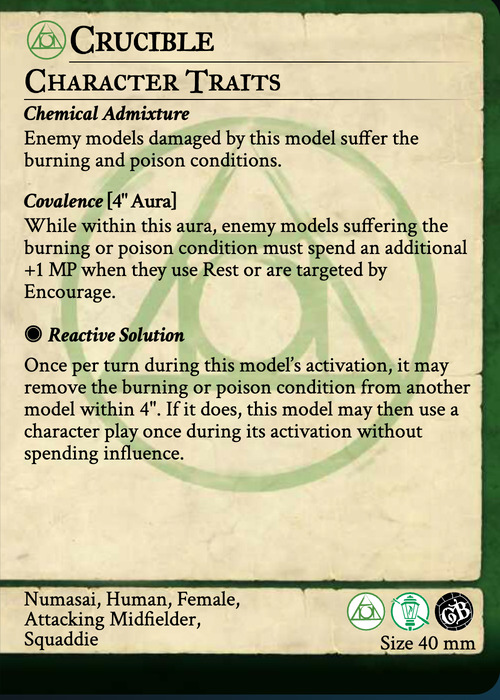 Crucible
Character Traits
Chemical Admixture
Enemy models damaged by this model suffer the
burning and poison conditions.
Covalence [4" Aura]
While within this aura, enemy models suffering the
burning or poison condition must spend an additional
+1 MP when they use Rest or are targeted by
Encourage.
Reactive Solution
Once per turn during this model's activation, it may
remove the burning or poison condition from another
model within 4". If it does, this model may then use a
character play once during its activation without
spending influence.
Numasai, Human, Female,
Attacking Midfielder,
Squaddie
GB
Size 40 mm